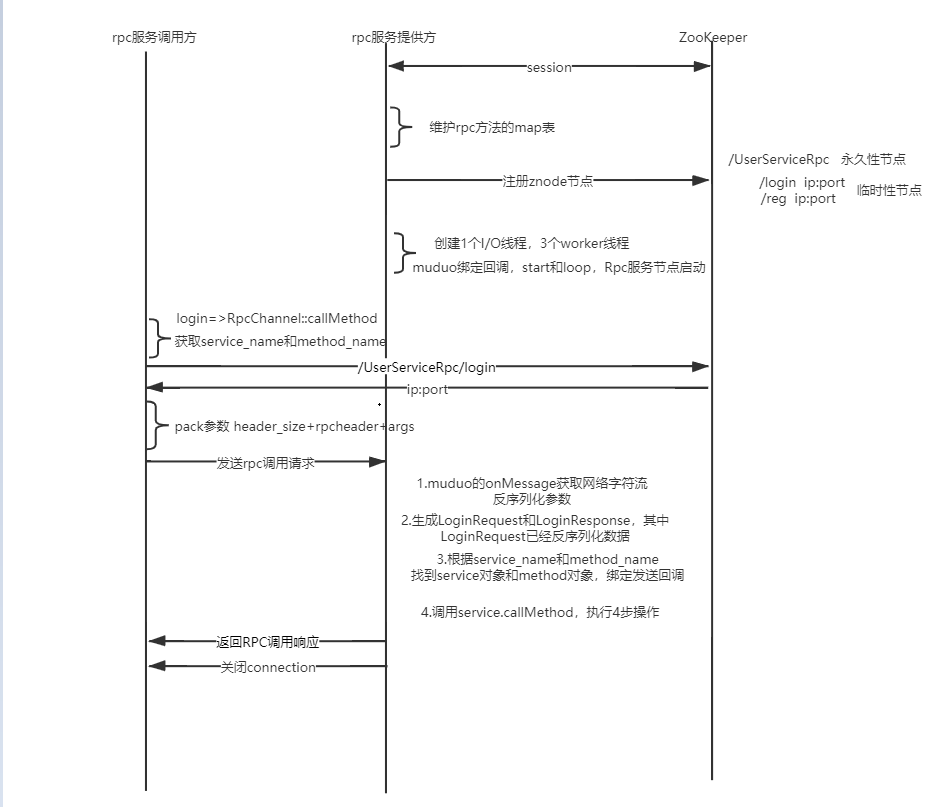 rpc服务调用方
rpc服务提供方
ZooKeeper
session
维护rpc方法的map表
/UserServiceRpc 永久性节点
注册znode节点
/login ip:port
临时性节点
/reg ip:port
创建1个I/O线程，3个worker线程
muduo绑定回调，start和loop，Rpc服务节点启动
login=>RpcChannel::callMethod
获取service_name和method_name
/UserServiceRpc/login
ip:port
pack参数 header_size+rpcheader+args
发送rpc调用请求
1.muduo的onMessage获取网络字符流
反序列化参数
2.生成LoginRequest和LoginResponse，其中
LoginRequest已经反序列化数据
3.根据service_name和method_name
找到service对象和method对象，绑定发送回调
4.调用service.callMethod，执行4步操作
返回RPC调用响应
关闭connection